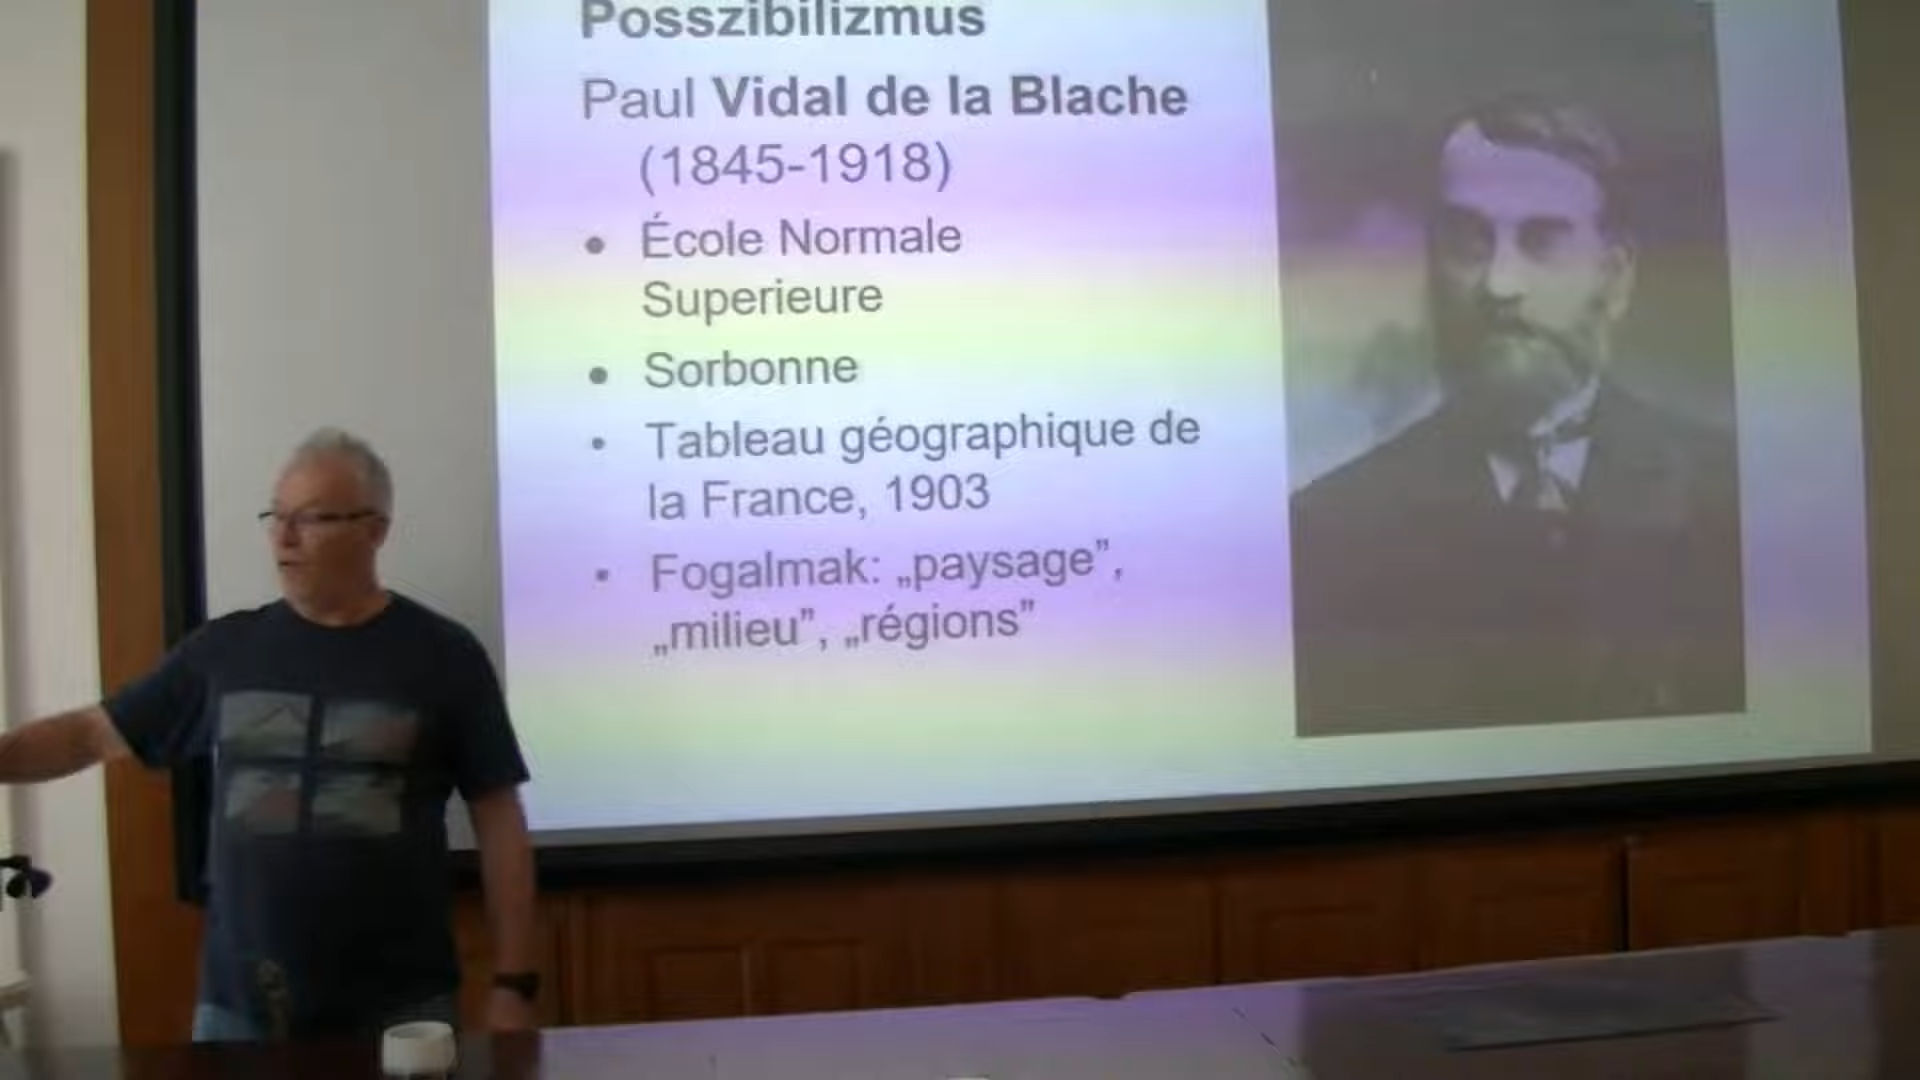 Posszibilizmus
Paul Vidal de la Blache
(1845-1918)
• École Normale
Superieure
• Sorbonne
• Tableau géographique de
la France, 1903
• Fogalmak: „paysage”,
„milieu”, „régions”